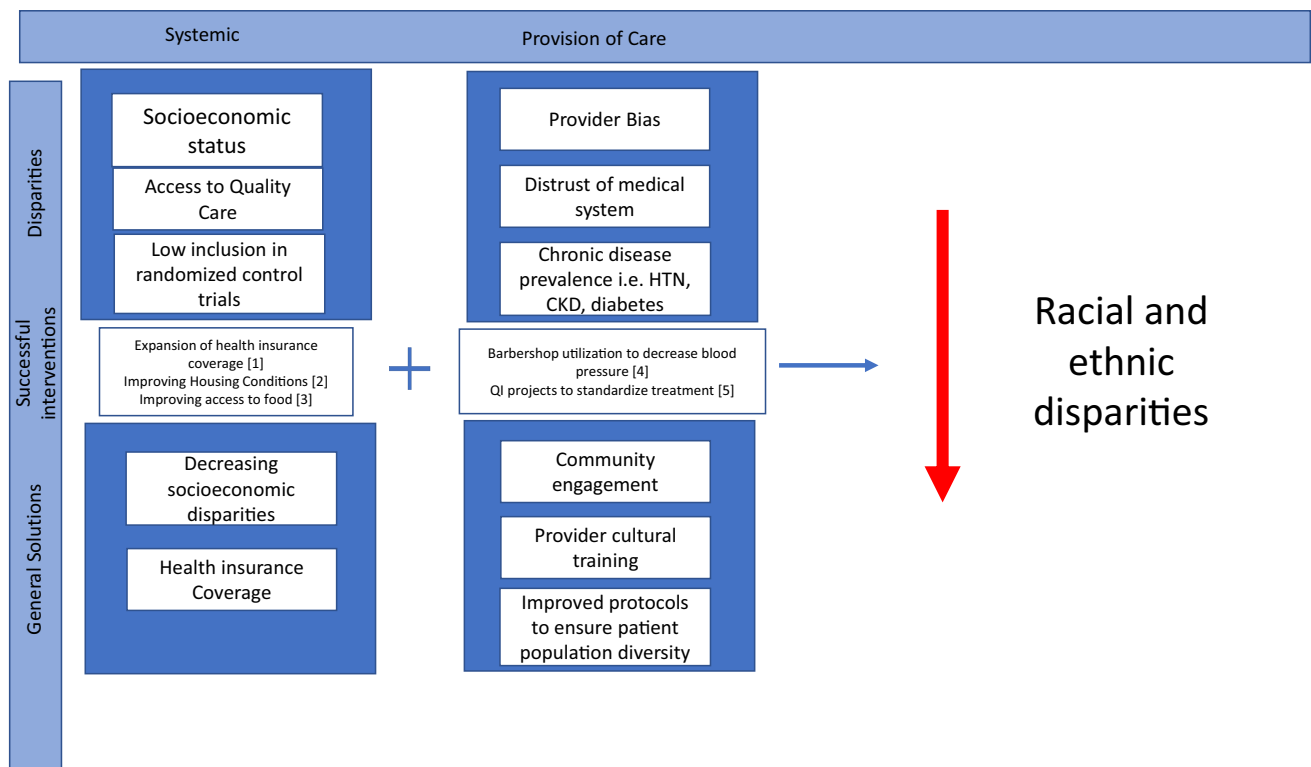 Systemic
Provision of Care
Disparities
Socioeconomic
status
Access to Quality
Care
Low inclusion in
randomized control
trials
Provider Bias
Distrust of medical
system
Chronic disease
prevalence i.e. HTN,
CKD, diabetes
Successful
interventions
Expansion of health insurance
coverage [1]
Improving Housing Conditions [2]
Improving access to food [3]
Barbershop utilization to decrease blood
pressure [4]
QI projects to standardize treatment [5]
General Solutions
Decreasing
socioeconomic
disparities
Health insurance
Coverage
Community
engagement
Provider cultural
training
Improved protocols
to ensure patient
population diversity
Racial and
ethnic
disparities